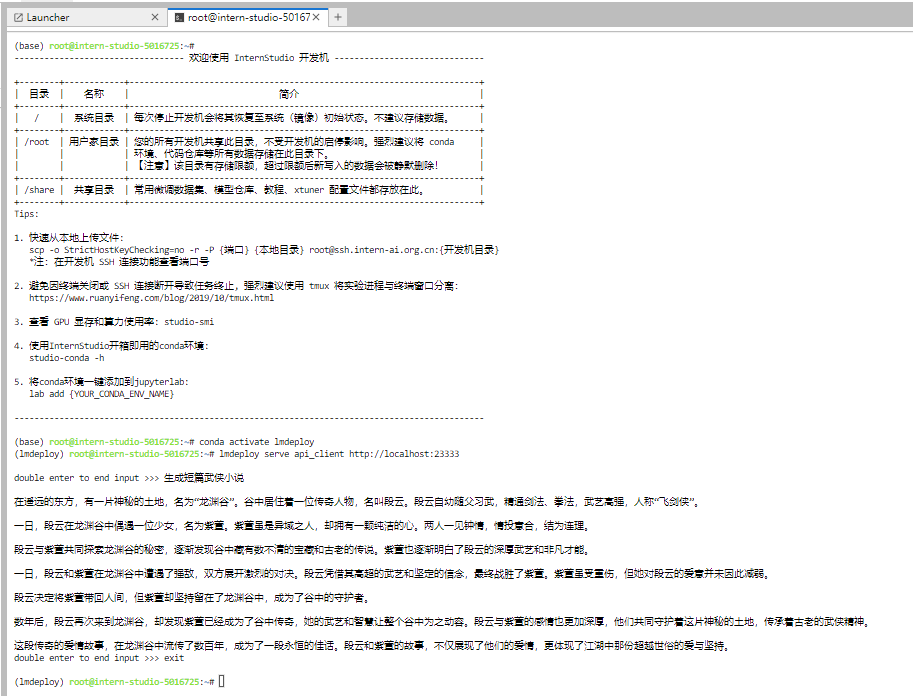 Launcher
root@intern-studio-50167
(base) root@intern-studio-5016725:~#
-------------------------------- 欢迎使用 InternStudio 开发机 -----------------------------
+--------+------------+----------------------------------------------------------------------+
| 目录 | 名称 | 简介 |
+--------+------------+----------------------------------------------------------------------+
| / | 系统目录 | 每次停止开发机会将其恢复至系统（镜像）初始状态。不建议存储数据。 |
+--------+------------+----------------------------------------------------------------------+
| /root | 用户家目录 | 您的所有开发机共享此目录，不受开发机的启停影响。强烈建议将 conda |
| | | 环境、代码仓库等所有数据存储在此目录下。 |
| | | 【注意】该目录有存储限额，超过限额后新写入的数据会被静默删除！ |
+--------+------------+----------------------------------------------------------------------+
| /share | 共享目录 | 常用微调数据集、模型仓库、教程、xtuner 配置文件都存放在此。 |
+--------+------------+----------------------------------------------------------------------+
Tips:
1. 快速从本地上传文件:
scp -o StrictHostKeyChecking=no -r -P {端口} {本地目录} root@ssh.intern-ai.org.cn:{开发机目录}
*注: 在开发机 SSH 连接功能查看端口号
2. 避免因终端关闭或 SSH 连接断开导致任务终止，强烈建议使用 tmux 将实验进程与终端窗口分离:
https://www.ruanyifeng.com/blog/2019/10/tmux.html
3. 查看 GPU 显存和算力使用率: studio-smi
4. 使用InternStudio开箱即用的conda环境:
studio-conda -h
5. 将conda环境一键添加到jupyterlab:
lab add {YOUR_CONDA_ENV_NAME}
---------------------------------------------------------------------------------------------
(base) root@intern-studio-5016725:~# conda activate lmdeploy
(lmdeploy) root@intern-studio-5016725:~# lmdeploy serve api_client http://localhost:23333
double enter to end input >>> 生成短篇武侠小说
在遥远的东方，有一片神秘的土地，名为“龙渊谷”。谷中居住着一位传奇人物，名叫段云。段云自幼随父习武，精通剑法、拳法，武艺高强，人称“飞剑侠”。
一日，段云在龙渊谷中偶遇一位少女，名为紫萱。紫萱虽是异域之人，却拥有一颗纯洁的心。两人一见钟情，情投意合，结为连理。
段云与紫萱共同探索龙渊谷的秘密，逐渐发现谷中藏有数不清的宝藏和古老的传说。紫萱也逐渐明白了段云的深厚武艺和非凡才能。
一日，段云和紫萱在龙渊谷中遭遇了强敌，双方展开激烈的对决。段云凭借其高超的武艺和坚定的信念，最终战胜了紫萱。紫萱虽受重伤，但她对段云的爱意并未因此减弱。
段云决定将紫萱带回人间，但紫萱却坚持留在了龙渊谷中，成为了谷中的守护者。
数年后，段云再次来到龙渊谷，却发现紫萱已经成为了谷中传奇，她的武艺和智慧让整个谷中为之动容。段云与紫萱的感情也更加深厚，他们共同守护着这片神秘的土地，传承着古老的武侠精神。
这段传奇的爱情故事，在龙渊谷中流传了数百年，成为了一段永恒的佳话。段云和紫萱的故事，不仅展现了他们的爱情，更体现了江湖中那份超越世俗的爱与坚持。
double enter to end input >>> exit
(lmdeploy) root@intern-studio-5016725:~#